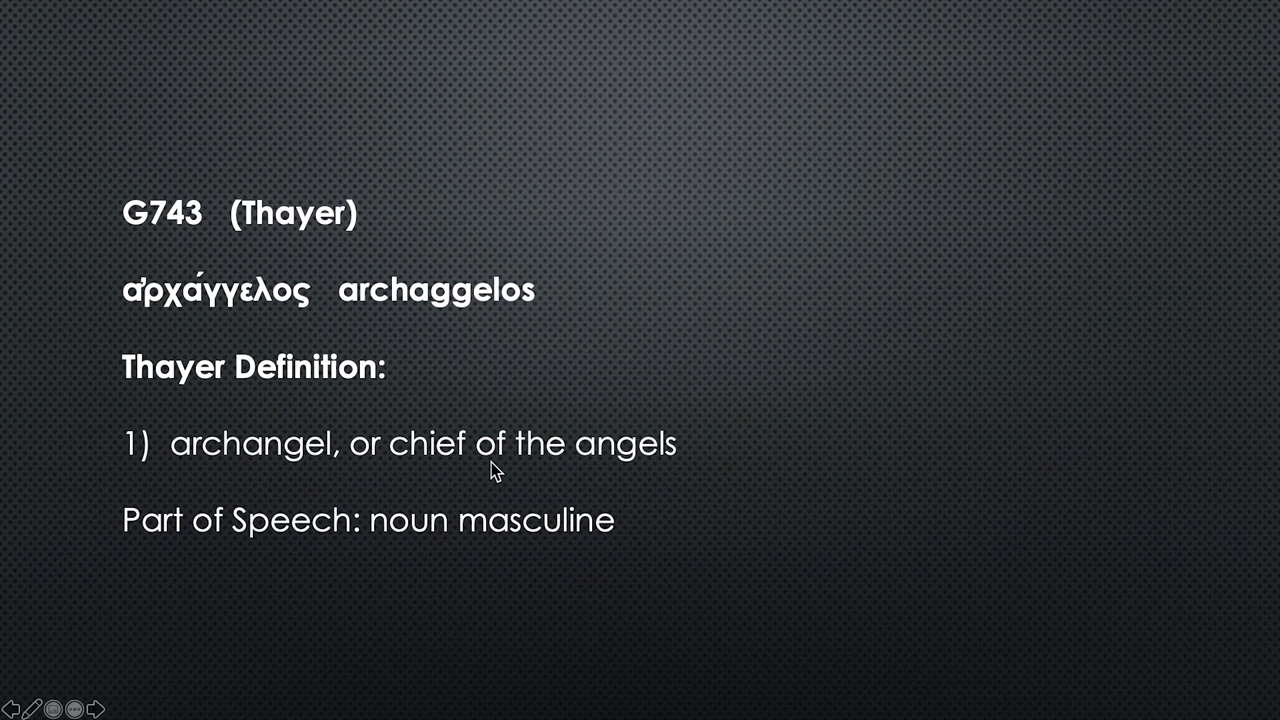 G743 (Thayer)
ἀρχάγγελος archaggelos
Thayer Definition:
1) archangel, or chief of the angels
Part of Speech: noun masculine